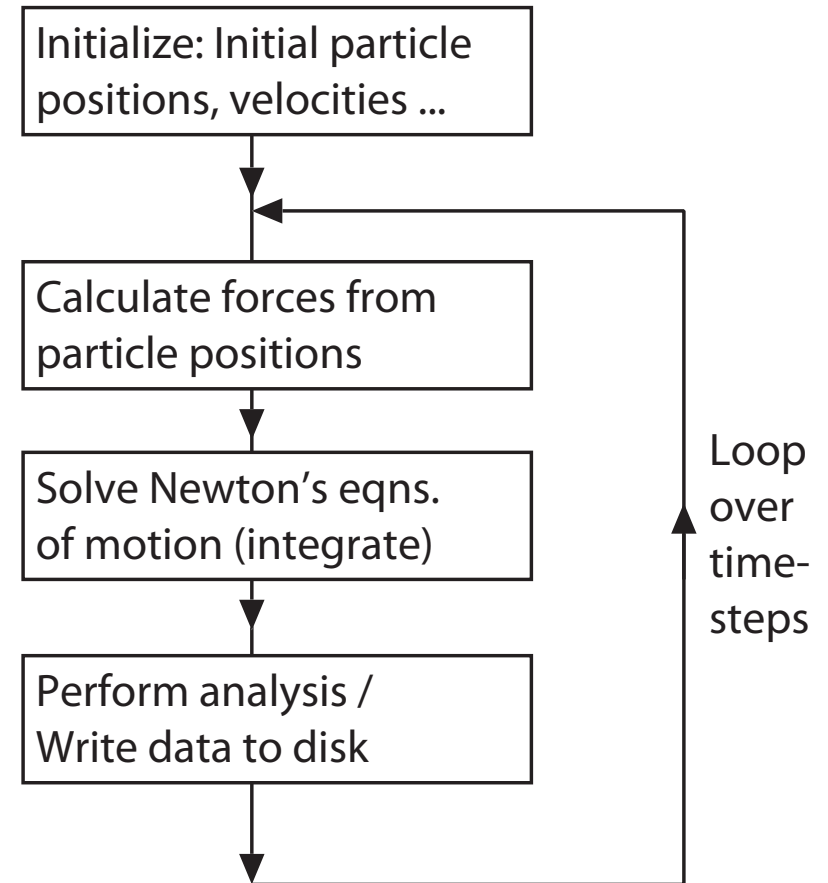 Initialize: Initial particle
positions, velocities ...
Calculate forces from
particle positions
Solve Newton’s eqns.
of motion (integrate)
Perform analysis /
Write data to disk
Loop
over
time-
steps